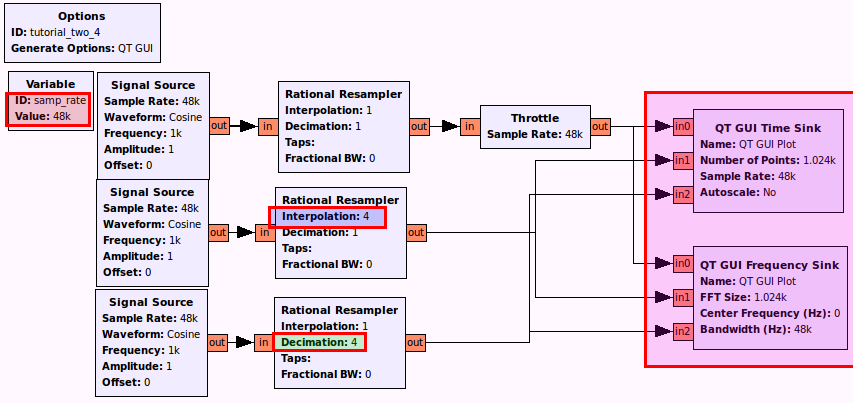 Options
ID: tutorial_two_4
Generate Options: QT GUI
Variable
ID: samp_rate
Value: 48k
Signal Source
Sample Rate: 48k
Waveform: Cosine
Frequency: 1k
Amplitude: 1
Offset: 0
out
in
Rational Resampler
Interpolation: 1
Decimation: 1
Taps:
Fractional BW: 0
out
in
Throttle
Sample Rate: 48k
out
in0
in1
in2
QT GUI Time Sink
Name: QT GUI Plot
Number of Points: 1.024k
Sample Rate: 48k
Autoscale: No
Signal Source
Sample Rate: 48k
Waveform: Cosine
Frequency: 1k
Amplitude: 1
Offset: 0
out
in
Rational Resampler
Interpolation: 4
Decimation: 1
Taps:
Fractional BW: 0
out
in0
in1
in2
QT GUI Frequency Sink
Name: QT GUI Plot
FFT Size: 1.024k
Center Frequency (Hz): 0
Bandwidth (Hz): 48k
Signal Source
Sample Rate: 48k
Waveform: Cosine
Frequency: 1k
Amplitude: 1
Offset: 0
out
in
Rational Resampler
Interpolation: 1
Decimation: 4
Taps:
Fractional BW: 0
out